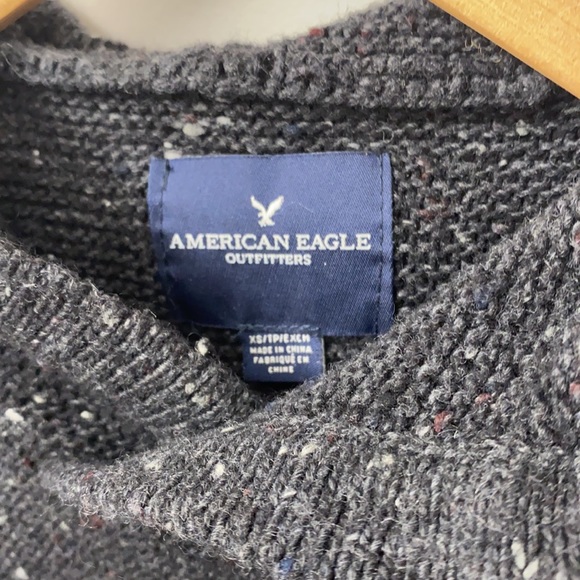 AMERICAN EAGLE
OUTFITTERS
XS/TP/EXCH
MADE IN CHINA
FABRIQUÉ EN
CHINE